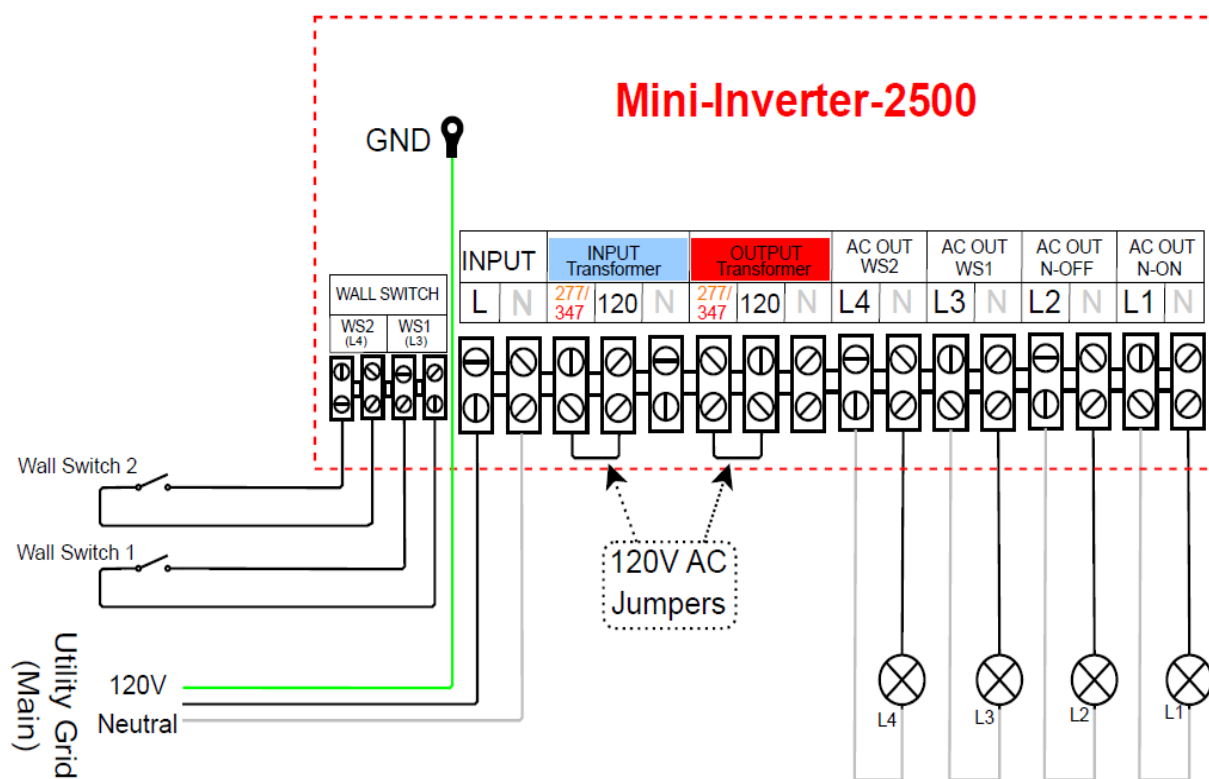 Mini-Inverter-2500
GND
INPUT
INPUT
Transformer
OUTPUT
Transformer
AC OUT
WS2
AC OUT
WS1
AC OUT
N-OFF
AC OUT
N-ON
L N 277/ 120 N 277/ 120 N L4 N L3 N L2 N L1 N
347 347
WALL SWITCH
WS2 WS1
(L4) (L3)
Wall Switch 2
Wall Switch 1
120V AC
Jumpers
Utility Grid
(Main)
120V
Neutral
L4 L3 L2 L1